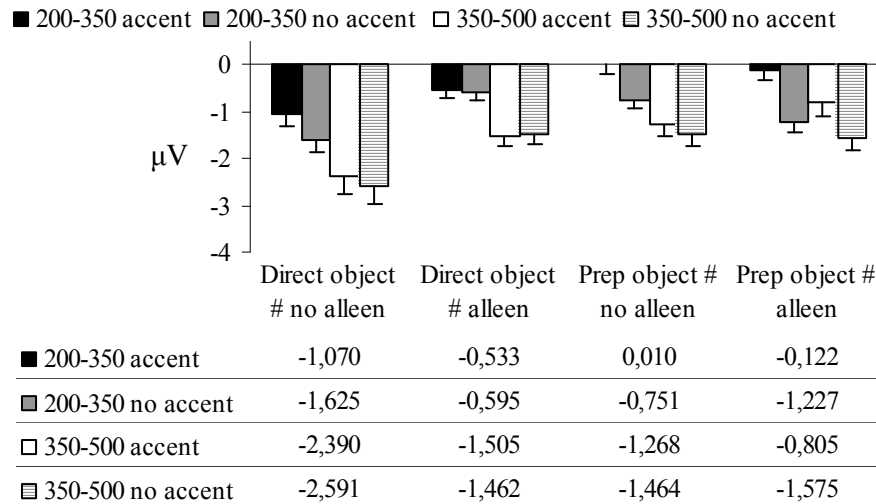 200-350 accent 200-350 no accent 350-500 accent 350-500 no accent
0
-1
-2
-3
-4
µV
0
0
0
Direct object # no alleen
Direct object # alleen
Prep object # no alleen
Prep object # alleen
200-350 accent -1,070 -0,533 0,010 -0,122
200-350 no accent -1,625 -0,595 -0,751 -1,227
350-500 accent -2,390 -1,505 -1,268 -0,805
350-500 no accent -2,591 -1,462 -1,464 -1,575